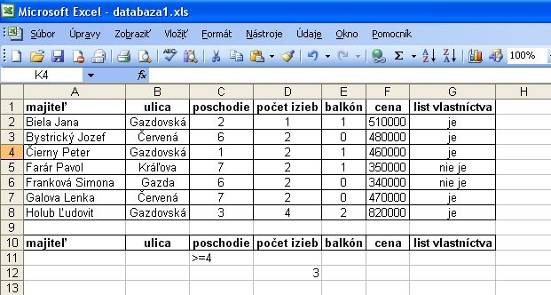 Microsoft Excel - databaza1.xls
Súbor Úpravy Zobraziť Vložiť Formát Nástroje Údaje Okno Pomocník
100%
K4 fx
A B C D E F G H
1 majiteľ ulica poschodie počet izieb balkón cena list vlastníctva
2 Biela Jana Gazdovská 2 1 1 510000 je
3 Bystrický Jozef Červená 6 2 0 480000 je
4 Čierny Peter Gazdovská 1 2 1 460000 je
5 Farár Pavol Kráľova 7 2 1 350000 nie je
6 Franková Simona Gazda 6 2 0 340000 nie je
7 Galova Lenka Červená 7 2 0 470000 je
8 Holub Ľudovit Gazdovská 3 4 2 820000 je
9
10 majiteľ ulica poschodie počet izieb balkón cena list vlastníctva
11 >=4
12 3
13